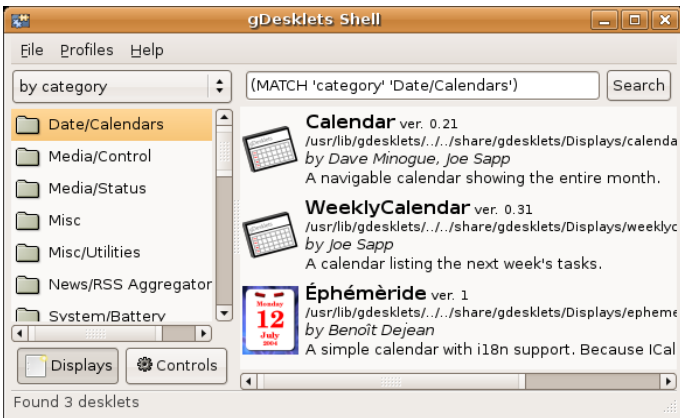 gDesklets Shell
File Profiles Help
by category
(MATCH 'category' 'Date/Calendars')
Search
Date/Calendars
Media/Control
Media/Status
Misc
Misc/Utilities
News/RSS Aggregator
System/Battery
Displays
Controls
Calendar ver. 0.21
/usr/lib/gdesklets/../../share/gdesklets/Displays/calenda
by Dave Minogue, Joe Sapp
A navigable calendar showing the entire month.
WeeklyCalendar ver. 0.31
/usr/lib/gdesklets/../../share/gdesklets/Displays/weeklyc
by Joe Sapp
A calendar listing the next week's tasks.
Monday
12
July
2004
Éphéméride ver. 1
/usr/lib/gdesklets/../../share/gdesklets/Displays/epheme
by Benoît Dejean
A simple calendar with i18n support. Because ICal
Found 3 desklets